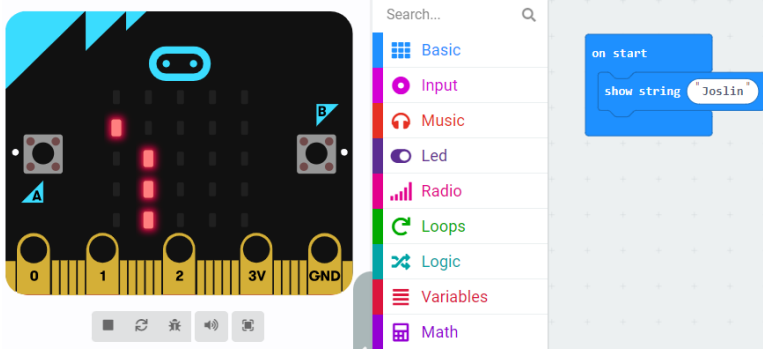 B
A
0 1 2 3V GND
Search...
Basic
Input
Music
Led
Radio
Loops
Logic
Variables
Math
on start
show string "Joslin"